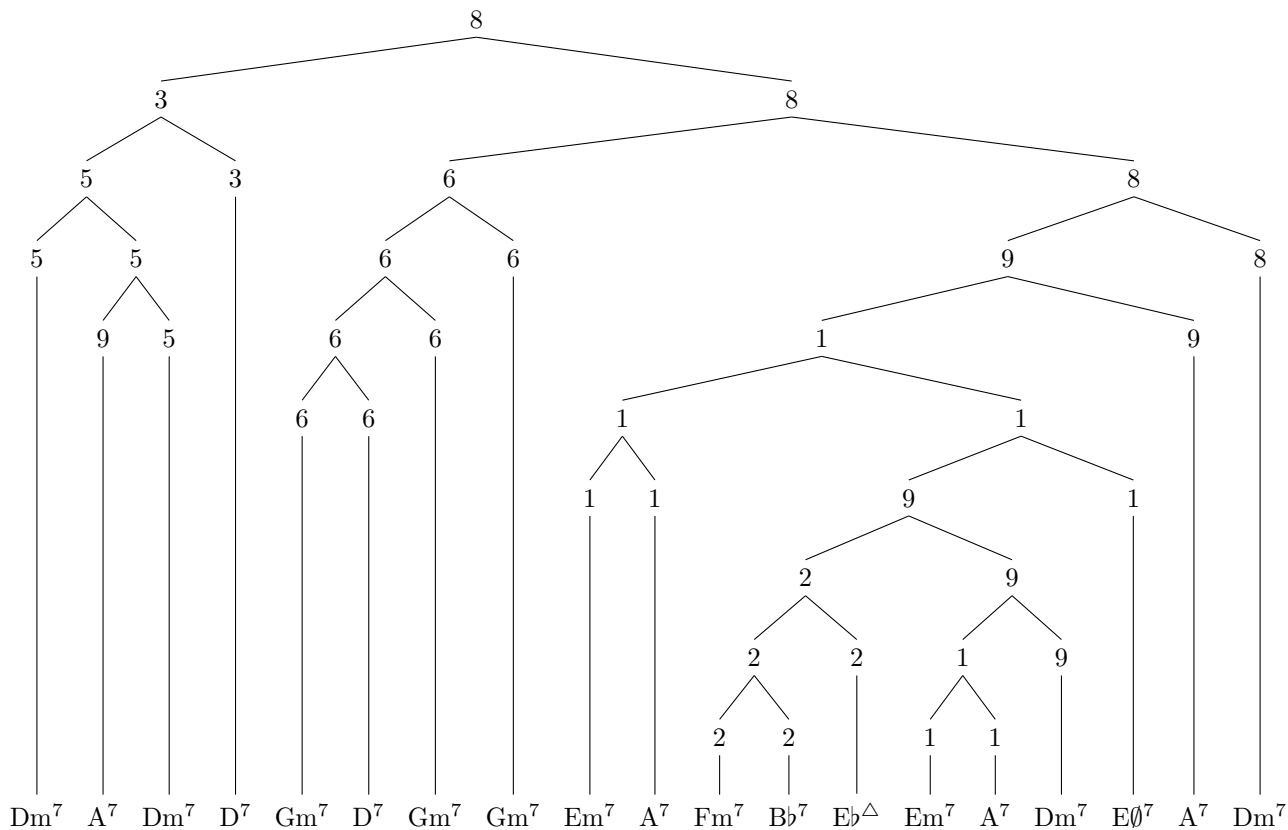 8
3 8
5 3 6 8
5 5 6 6 9 8
9 5 6 6 1 9
6 6 1 1
1 1 9 1
2 9
2 2 1 9
2 2 1 1
Dm⁷ A⁷ Dm⁷ D⁷ Gm⁷ D⁷ Gm⁷ Gm⁷ Em⁷ A⁷ Fm⁷ B♭⁷ E♭△ Em⁷ A⁷ Dm⁷ E∅⁷ A⁷ Dm⁷